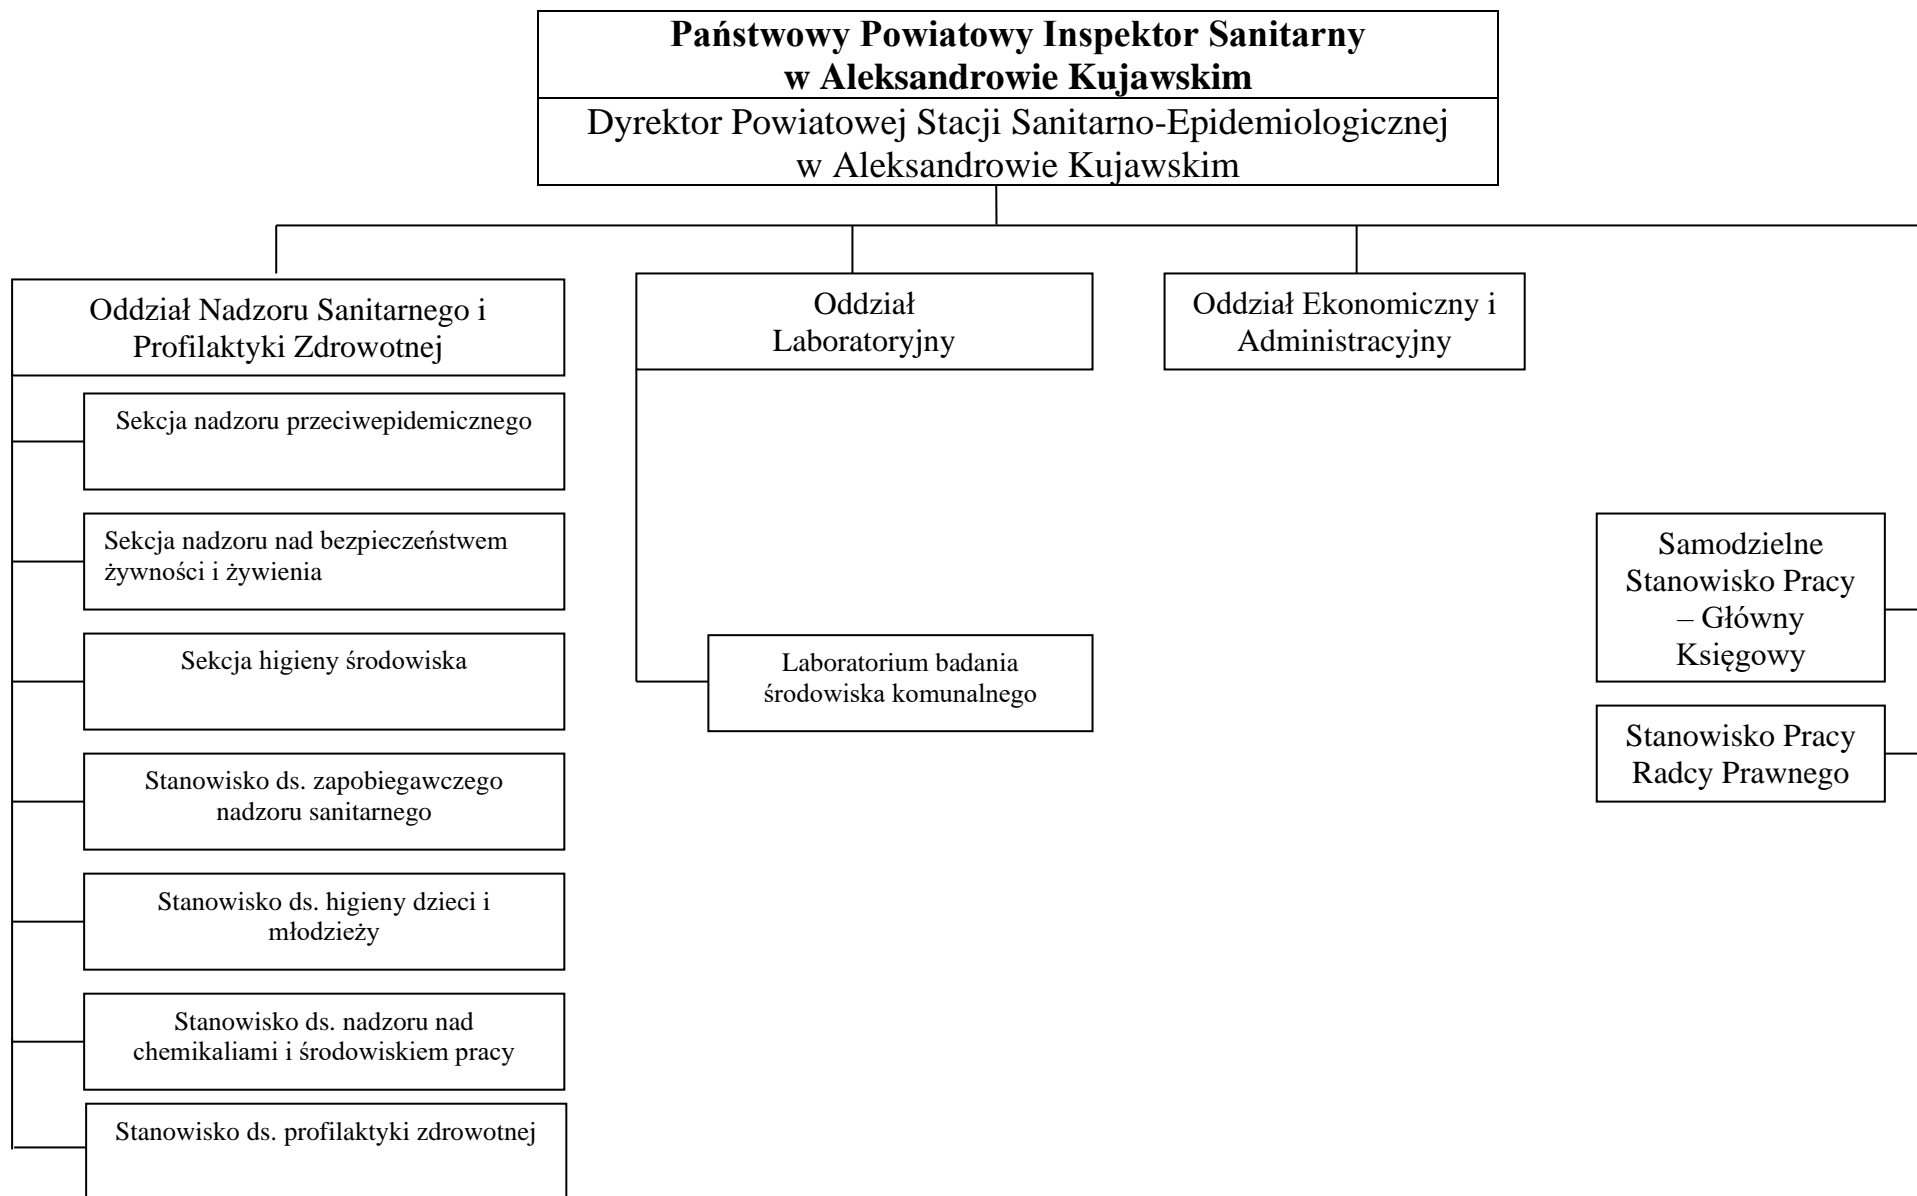 Państwowy Powiatowy Inspektor Sanitarny
w Aleksandrowie Kujawskim
Dyrektor Powiatowej Stacji Sanitarno-Epidemiologicznej
w Aleksandrowie Kujawskim
Oddział Nadzoru Sanitarnego i
Profilaktyki Zdrowotnej
Sekcja nadzoru przeciwepidemicznego
Sekcja nadzoru nad bezpieczeństwem
żywności i żywienia
Sekcja higieny środowiska
Stanowisko ds. zapobiegawczego
nadzoru sanitarnego
Stanowisko ds. higieny dzieci i
młodzieży
Stanowisko ds. nadzoru nad
chemikaliami i środowiskiem pracy
Stanowisko ds. profilaktyki zdrowotnej
Oddział
Laboratoryjny
Laboratorium badania
środowiska komunalnego
Oddział Ekonomiczny i
Administracyjny
Samodzielne
Stanowisko Pracy
– Główny
Księgowy
Stanowisko Pracy
Radcy Prawnego